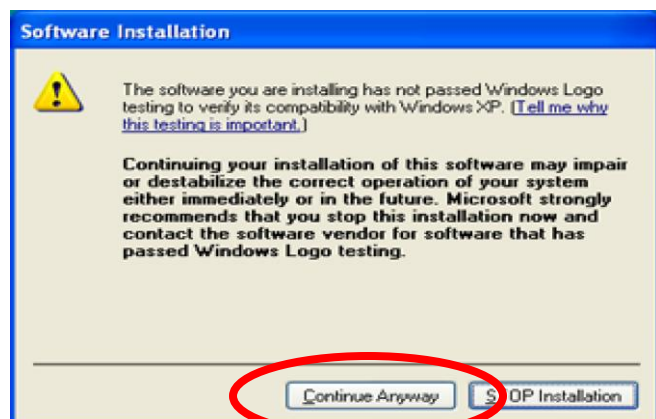 Software Installation
The software you are installing has not passed Windows Logo
testing to verify its compatibility with Windows XP. (Tell me why
this testing is important.)
Continuing your installation of this software may impair
or destabilize the correct operation of your system
either immediately or in the future. Microsoft strongly
recommends that you stop this installation now and
contact the software vendor for software that has
passed Windows Logo testing.
Continue Anyway STOP Installation